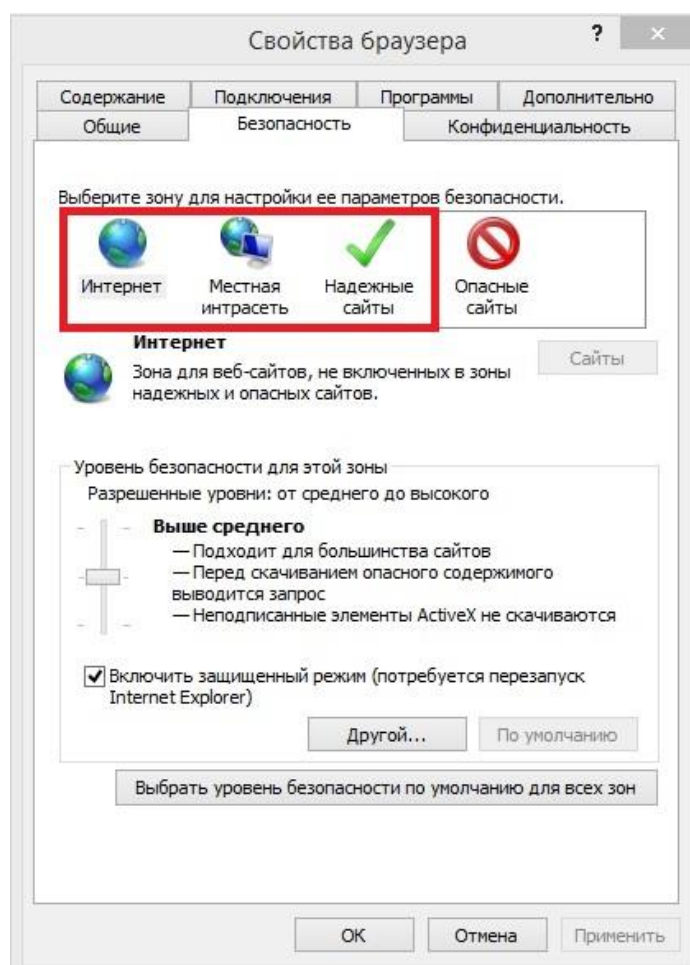 Свойства браузера
?
×
Содержание Подключения Программы Дополнительно
Общие Безопасность Конфиденциальность
Выберите зону для настройки ее параметров безопасности.
Интернет Местная Надежные Опасные
интрасеть сайты сайты
Интернет
Зона для веб-сайтов, не включенных в зоны
надежных и опасных сайтов.
Сайты
Уровень безопасности для этой зоны
Разрешенные уровни: от среднего до высокого
Выше среднего
— Подходит для большинства сайтов
— Перед скачиванием опасного содержимого
выводится запрос
— Неподписанные элементы ActiveX не скачиваются
Включить защищенный режим (потребуется перезапуск
Internet Explorer)
Другой... По умолчанию
Выбрать уровень безопасности по умолчанию для всех зон
ОК Отмена Применить